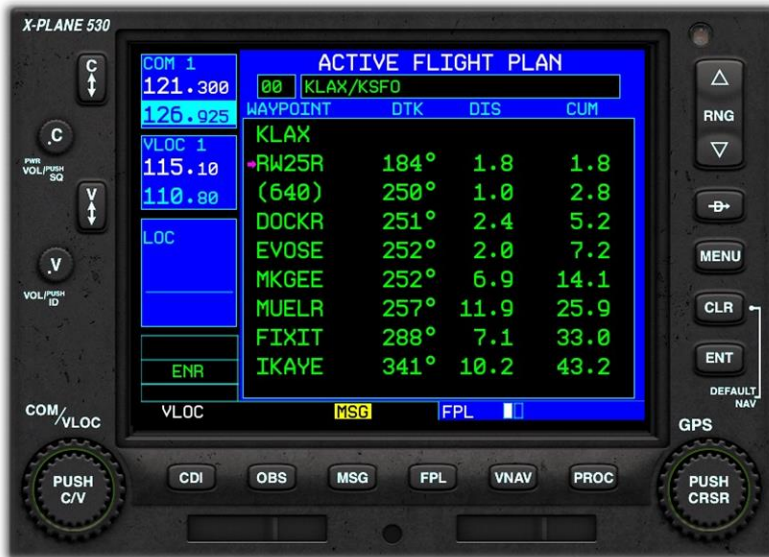 X-PLANE 530
C
.C
PWR
VOL/PUSH
SQ
V
.V
VOL/PUSH
ID
COM/VLOC
PUSH
C/V
COM 1
121.300
126.925
VLOC 1
115.10
110.80
LOC
ENR
VLOC
ACTIVE FLIGHT PLAN
00 KLAX/KSFO
WAYPOINT DTK DIS CUM
KLAX
RW25R 184° 1.8 1.8
(640) 250° 1.0 2.8
DOCKR 251° 2.4 5.2
EVOSE 252° 2.0 7.2
MKGEE 252° 6.9 14.1
MUELR 257° 11.9 25.9
FIXIT 288° 7.1 33.0
IKAYE 341° 10.2 43.2
MSG
FPL
CDI
OBS
MSG
FPL
VNAV
PROC
RNG
D
MENU
CLR
ENT
DEFAULT
NAV
GPS
PUSH
CRSR